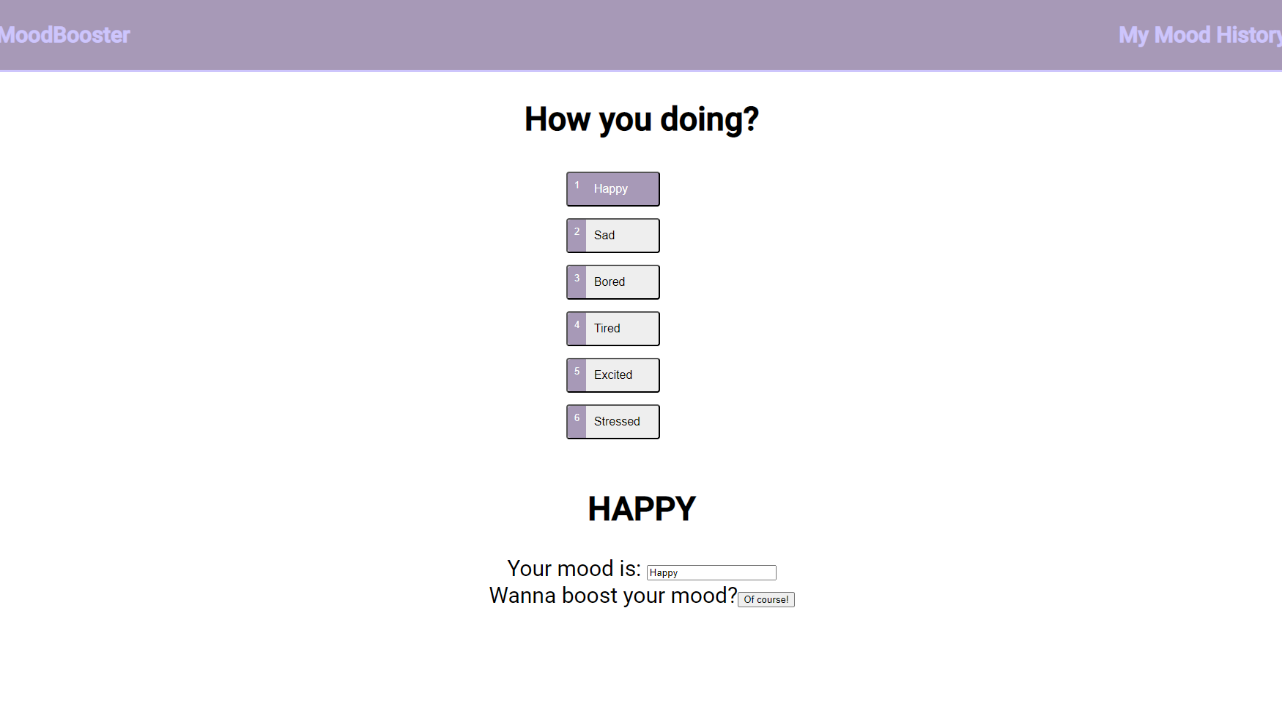 MoodBooster My Mood History
How you doing?
1 Happy
2 Sad
3 Bored
4 Tired
5 Excited
6 Stressed
HAPPY
Your mood is: Happy
Wanna boost your mood? Of course!